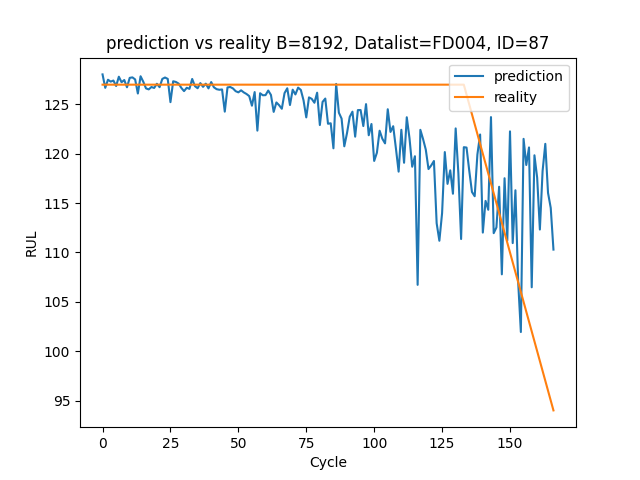 prediction vs reality B=8192, Datalist=FD004, ID=87
prediction
reality
RUL
125
120
115
110
105
100
95
0 25 50 75 100 125 150
Cycle